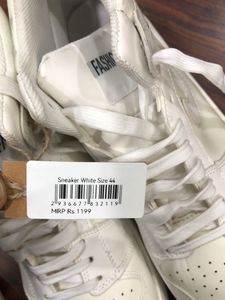 FASHION
Sneaker White Size 44
2936677832119
MRP Rs 1199